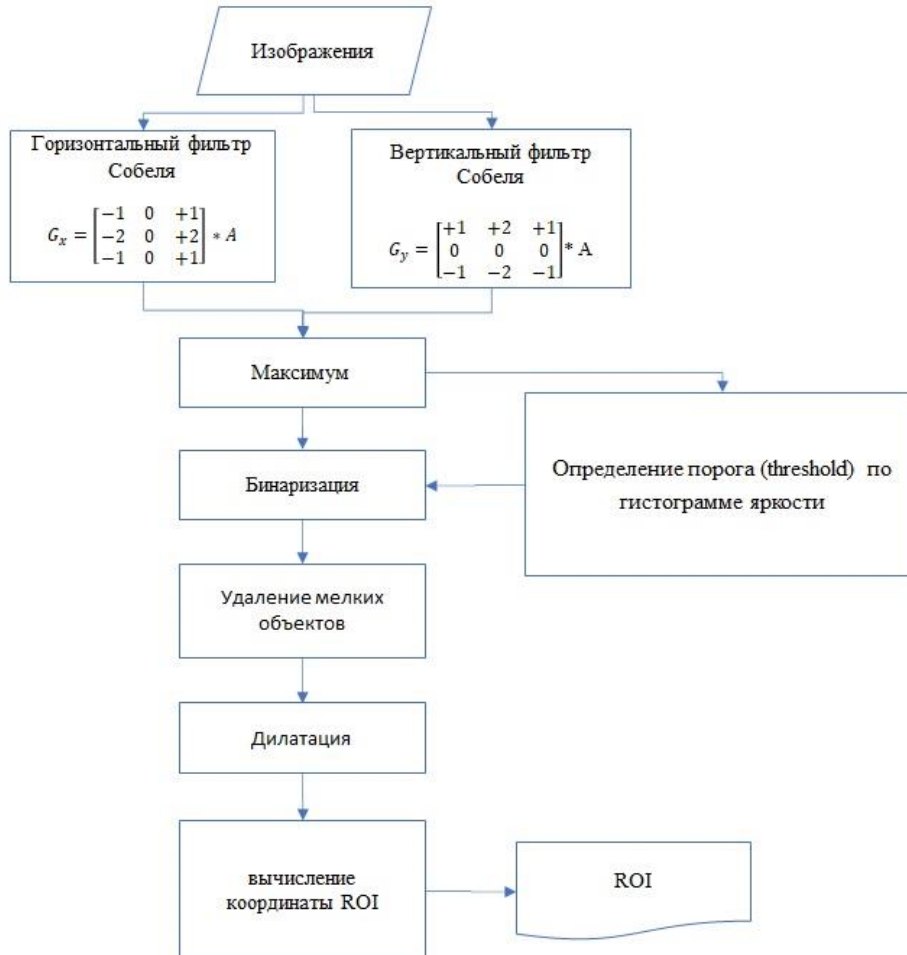 Изображения
Горизонтальный фильтр
Собеля
G_x = [−1 0 +1
−2 0 +2
−1 0 +1] * A
Вертикальный фильтр
Собеля
G_y = [+1 +2 +1
0 0 0
−1 −2 −1] * A
Максимум
Определение порога (threshold) по
гистограмме яркости
Бинаризация
Удаление мелких
объектов
Дилатация
вычисление
координаты ROI
ROI